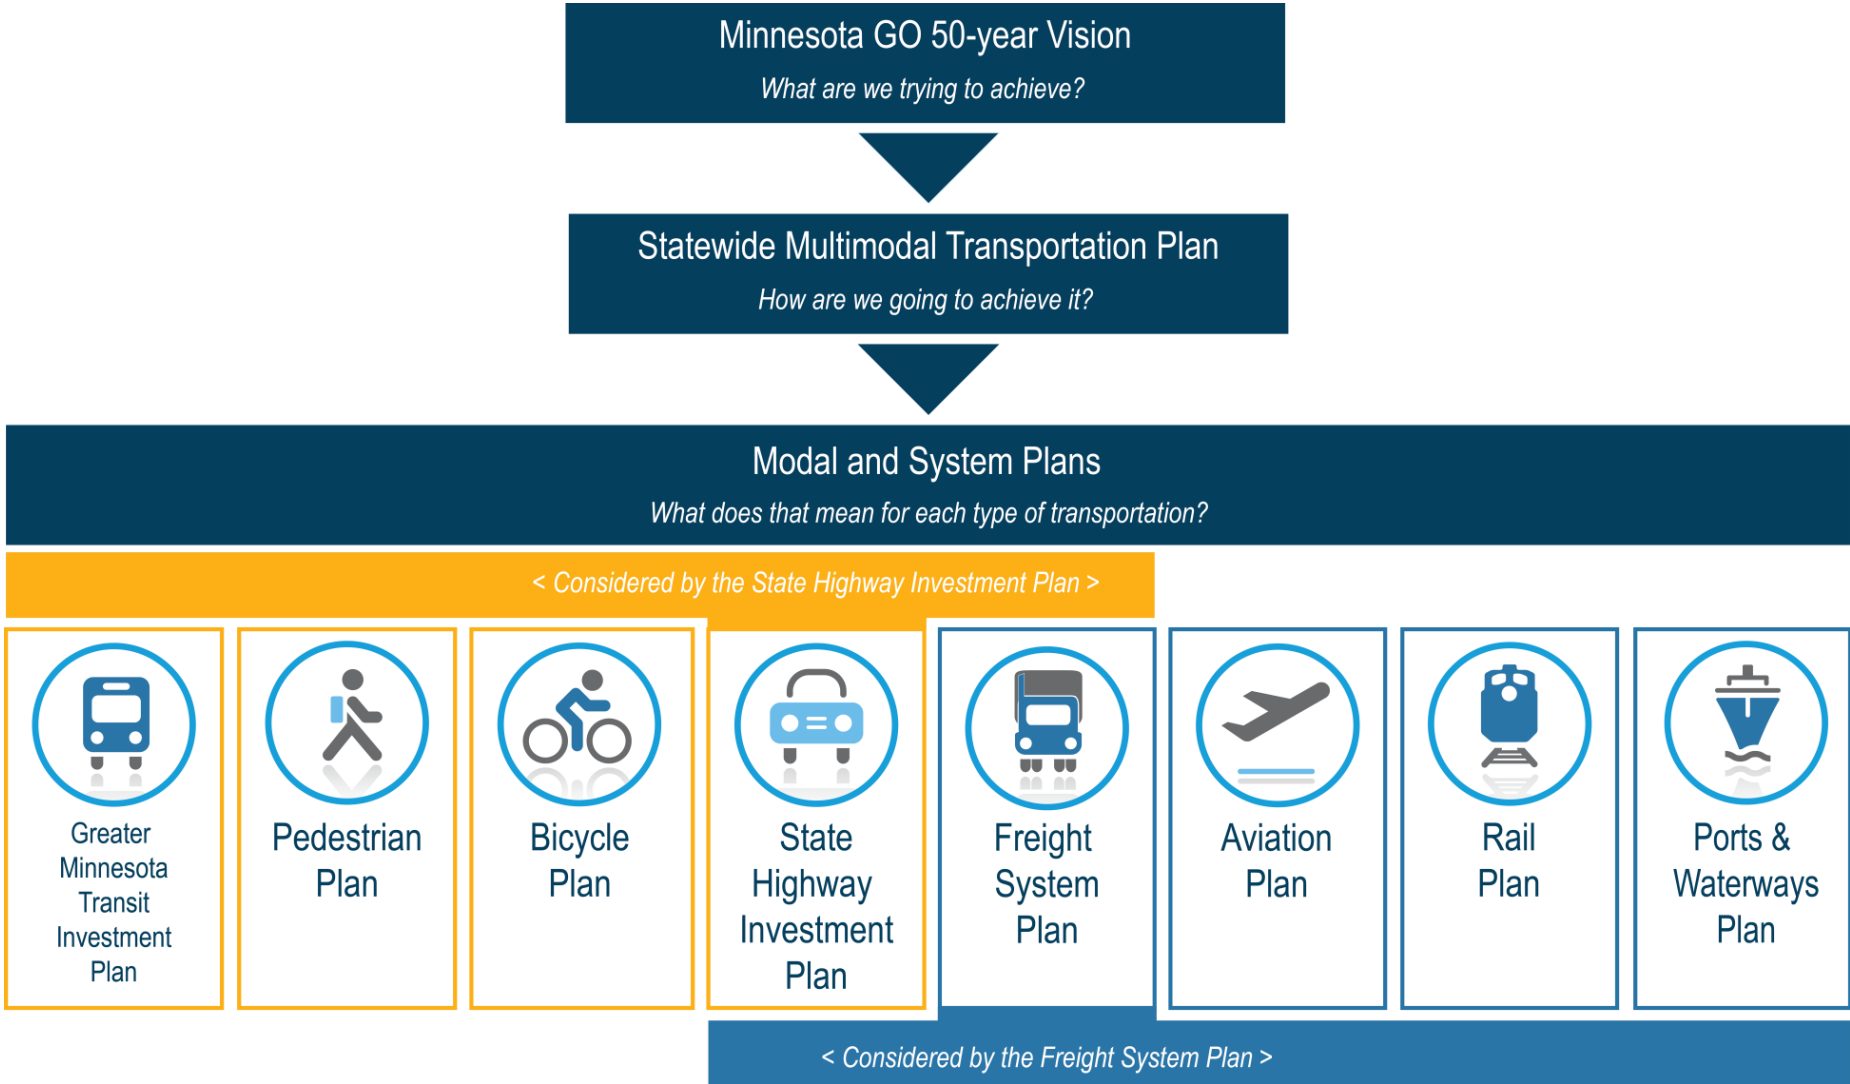 Minnesota GO 50-year Vision
What are we trying to achieve?
Statewide Multimodal Transportation Plan
How are we going to achieve it?
Modal and System Plans
What does that mean for each type of transportation?
< Considered by the State Highway Investment Plan >
Greater
Minnesota
Transit
Investment
Plan
Pedestrian
Plan
Bicycle
Plan
State
Highway
Investment
Plan
Freight
System
Plan
Aviation
Plan
Rail
Plan
Ports &
Waterways
Plan
< Considered by the Freight System Plan >